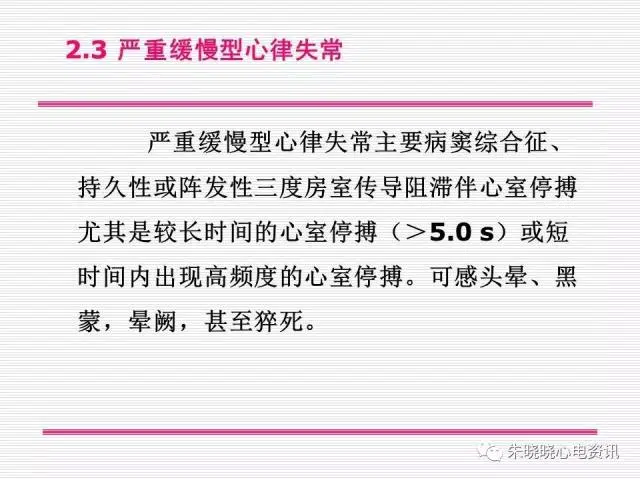 2.3 严重缓慢型心律失常
严重缓慢型心律失常主要病窦综合征、
持久性或阵发性三度房室传导阻滞伴心室停搏
尤其是较长时间的心室停搏（＞5.0 s）或短
时间内出现高频度的心室停搏。可感头晕、黑
蒙，晕阙，甚至猝死。
朱晓晓心电资讯